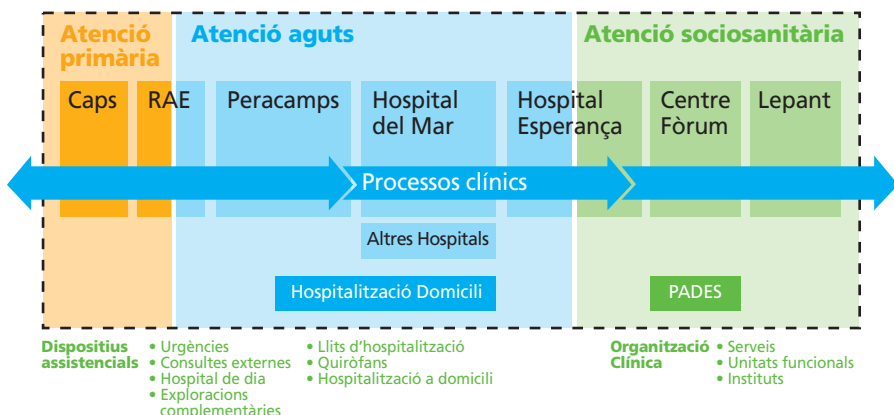 Atenció
primària
Atenció aguts
Atenció sociosanitària
Caps
RAE
Peracamps
Hospital
del Mar
Hospital
Esperança
Centre
Fòrum
Lepant
Processos clínics
Altres Hospitals
Hospitalització Domicili
PADES
Dispositius
assistencials
• Urgències
• Consultes externes
• Hospital de dia
• Exploracions
complementàries
• Llits d'hospitalització
• Quiròfans
• Hospitalització a domicili
Organització
Clínica
• Serveis
• Unitats funcionals
• Instituts